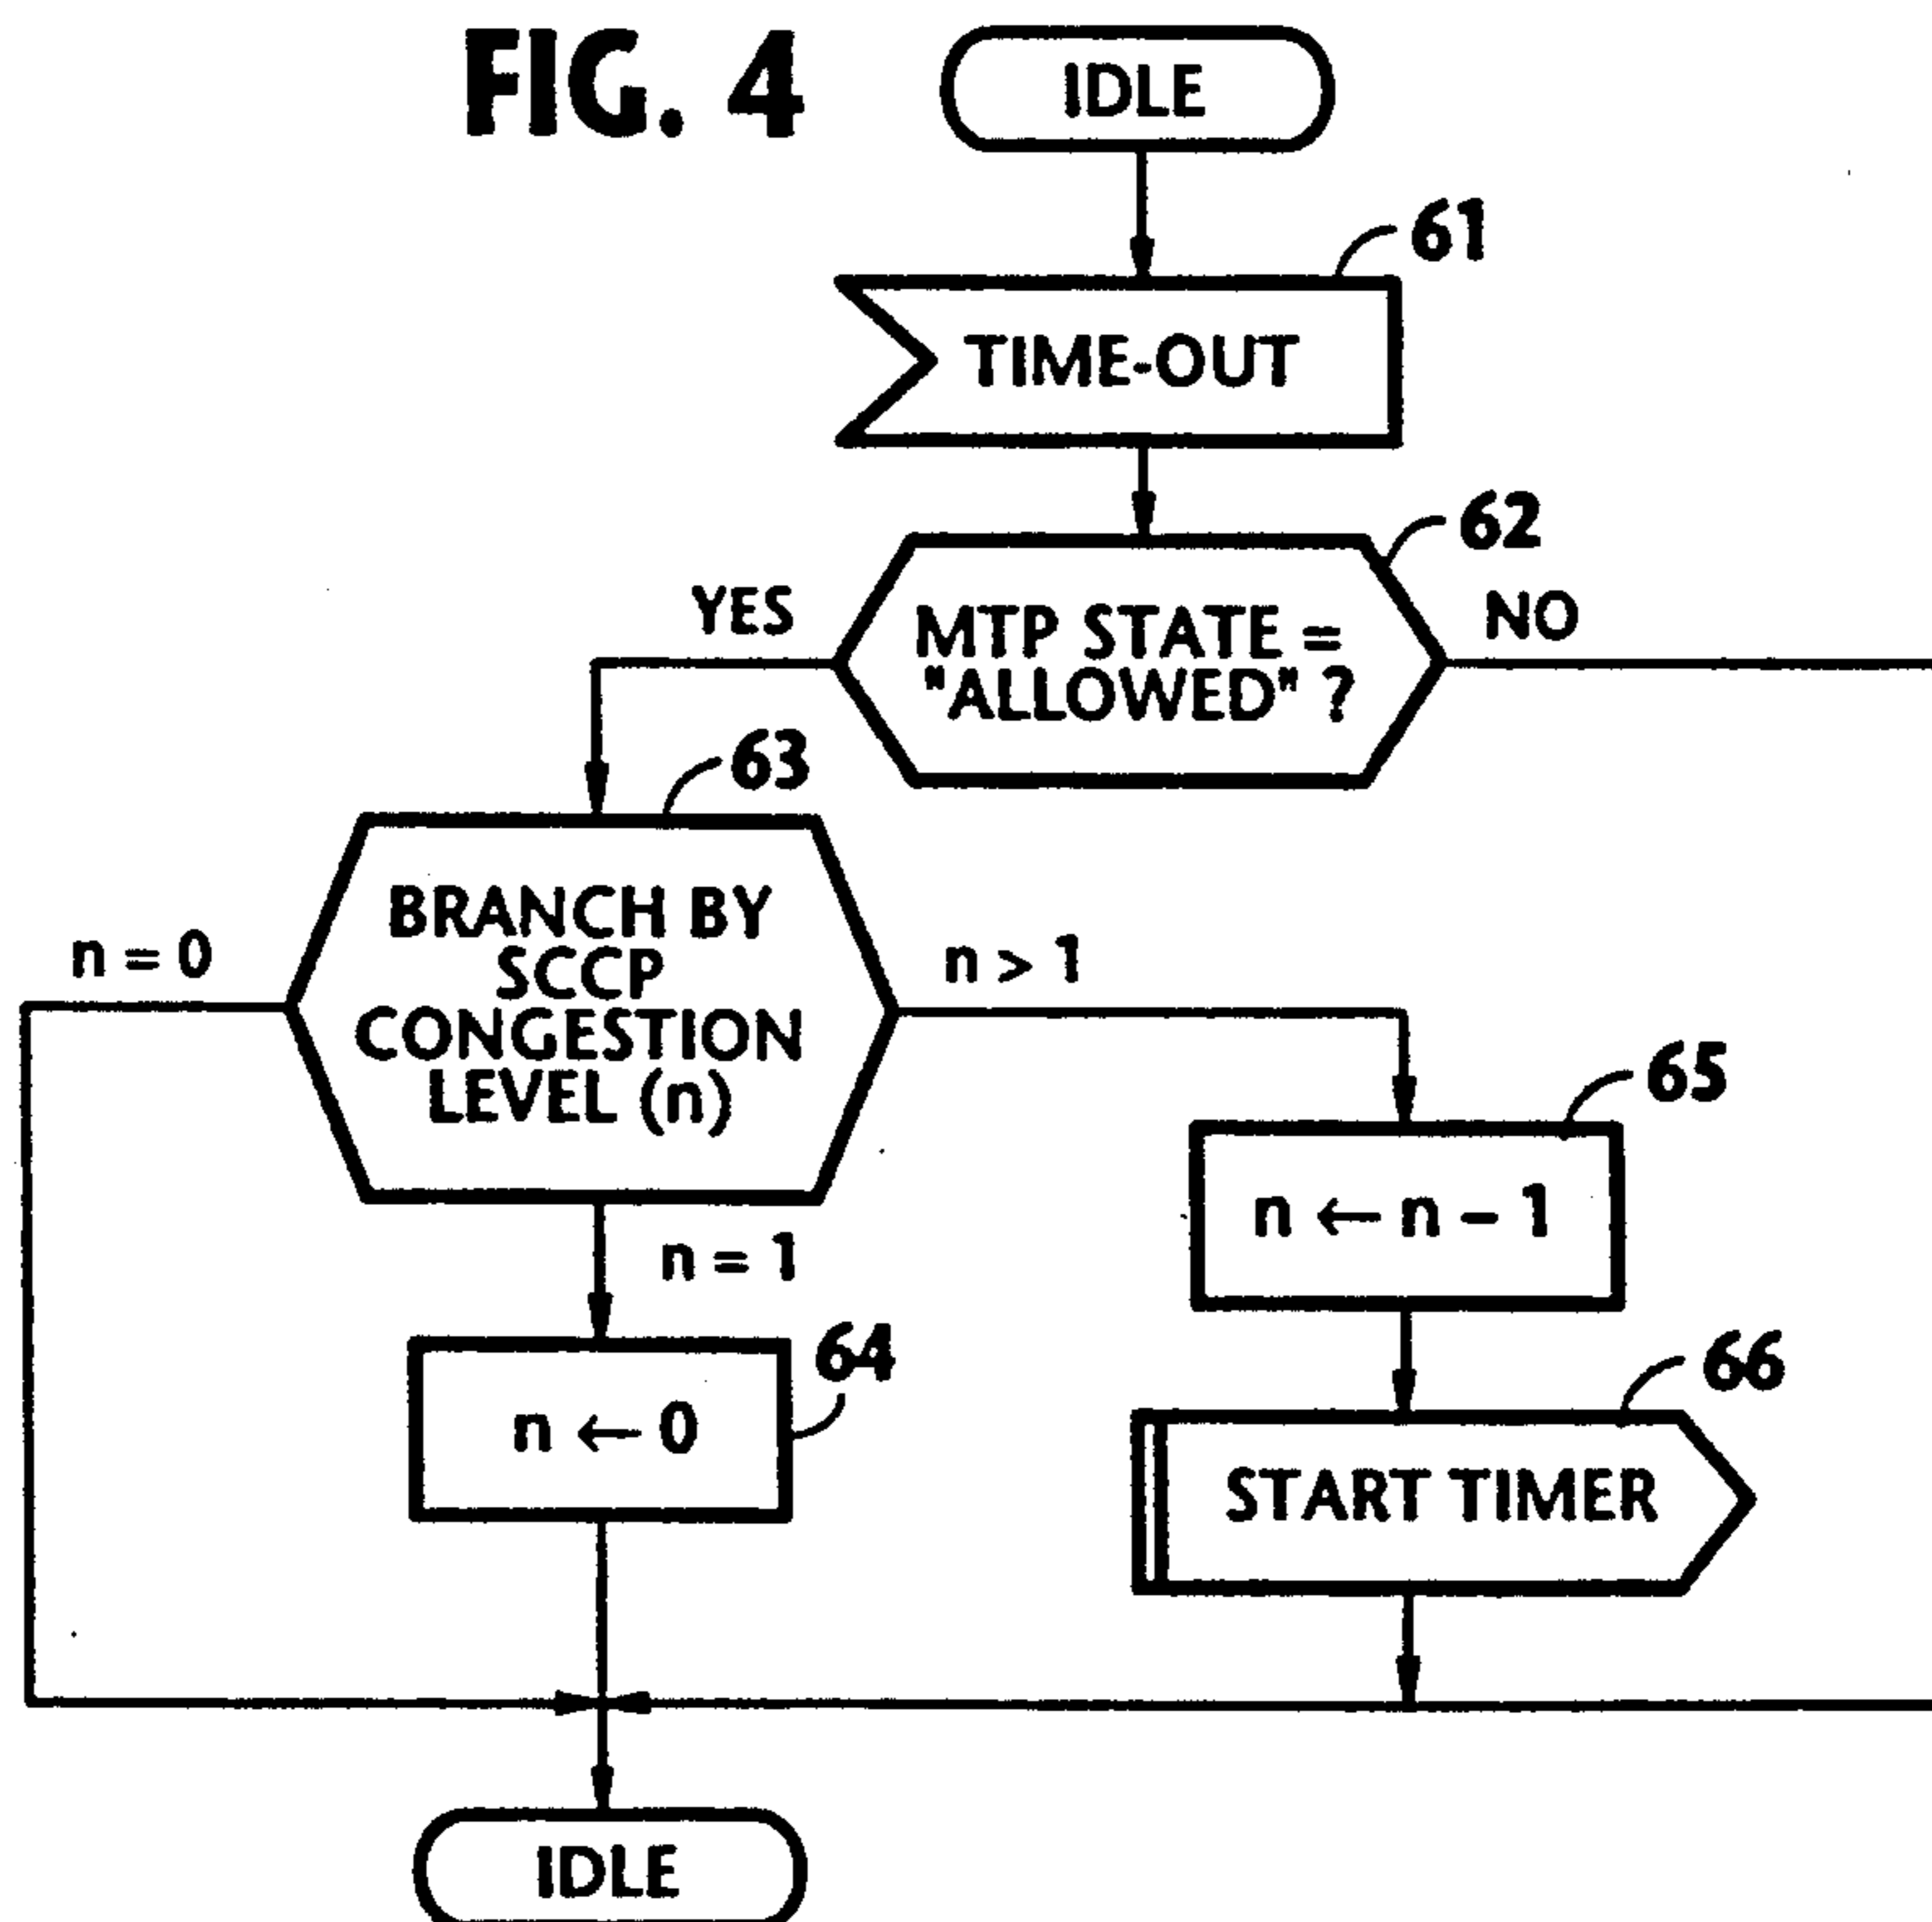 FIG. 4
IDLE
61
TIME-OUT
62
YES
MTP STATE =
"ALLOWED" ?
NO
63
BRANCH BY
SCCP
CONGESTION
LEVEL (n)
n = 0
n > 1
65
n ← n – 1
n = 1
64
n ← 0
66
START TIMER
IDLE